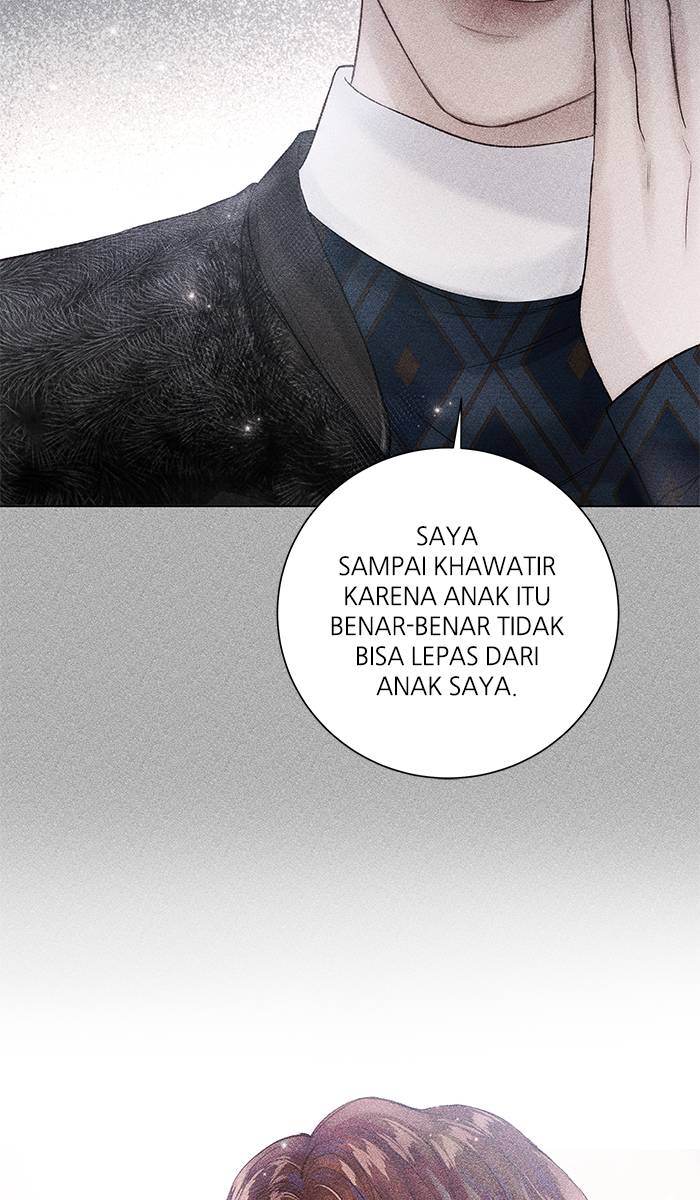 SAYA
SAMPAI KHAWATIR
KARENA ANAK ITU
BENAR-BENAR TIDAK
BISA LEPAS DARI
ANAK SAYA.